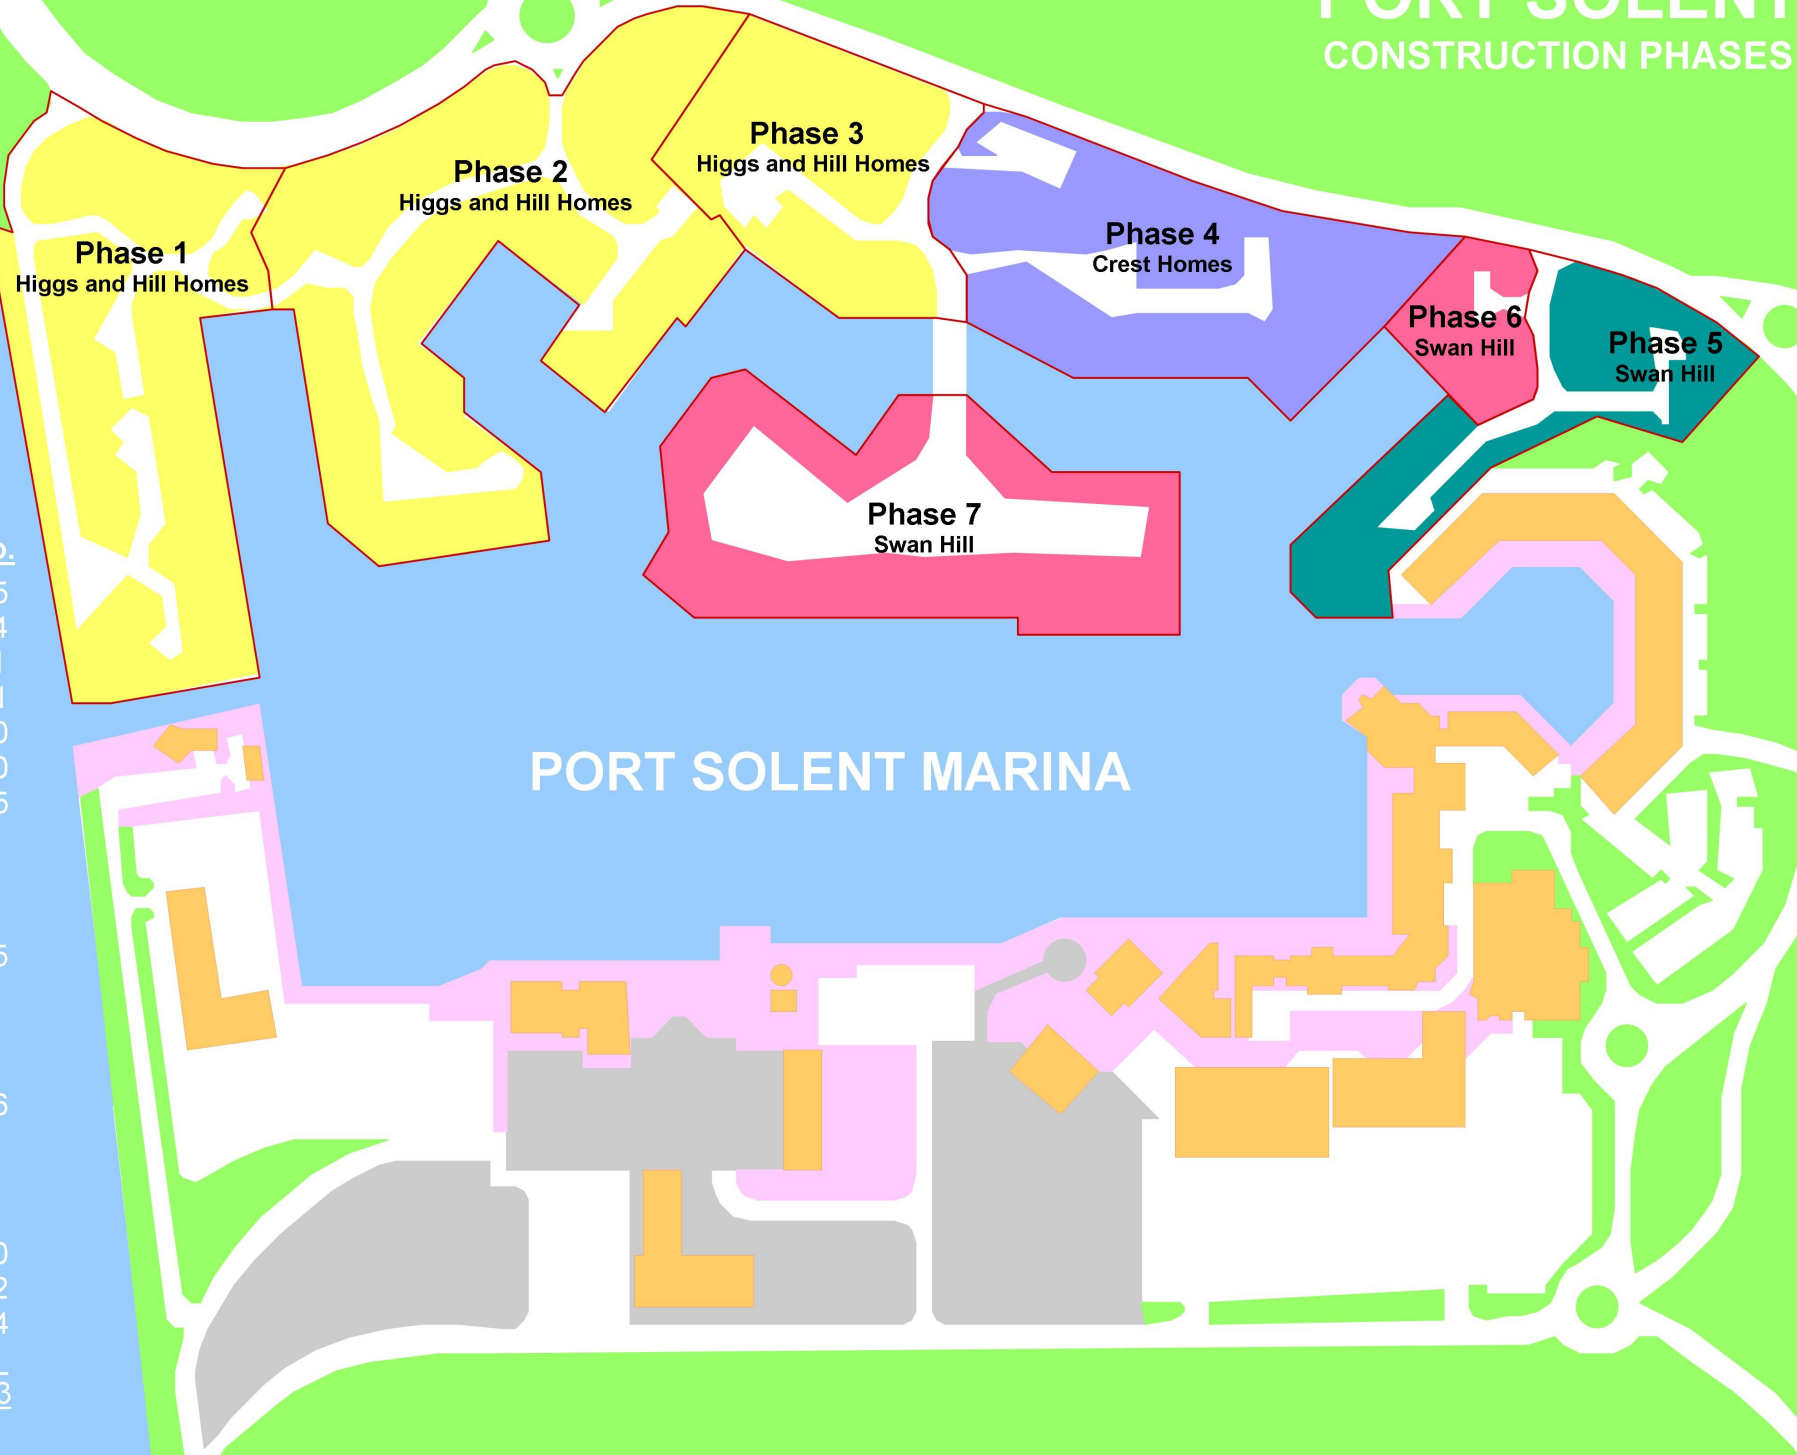 PORT SOLENT
CONSTRUCTION PHASES
Phase 3
Higgs and Hill Homes
Phase 2
Higgs and Hill Homes
Phase 1
Higgs and Hill Homes
Phase 4
Crest Homes
Phase 6
Swan Hill
Phase 5
Swan Hill
Phase 7
Swan Hill
PORT SOLENT MARINA